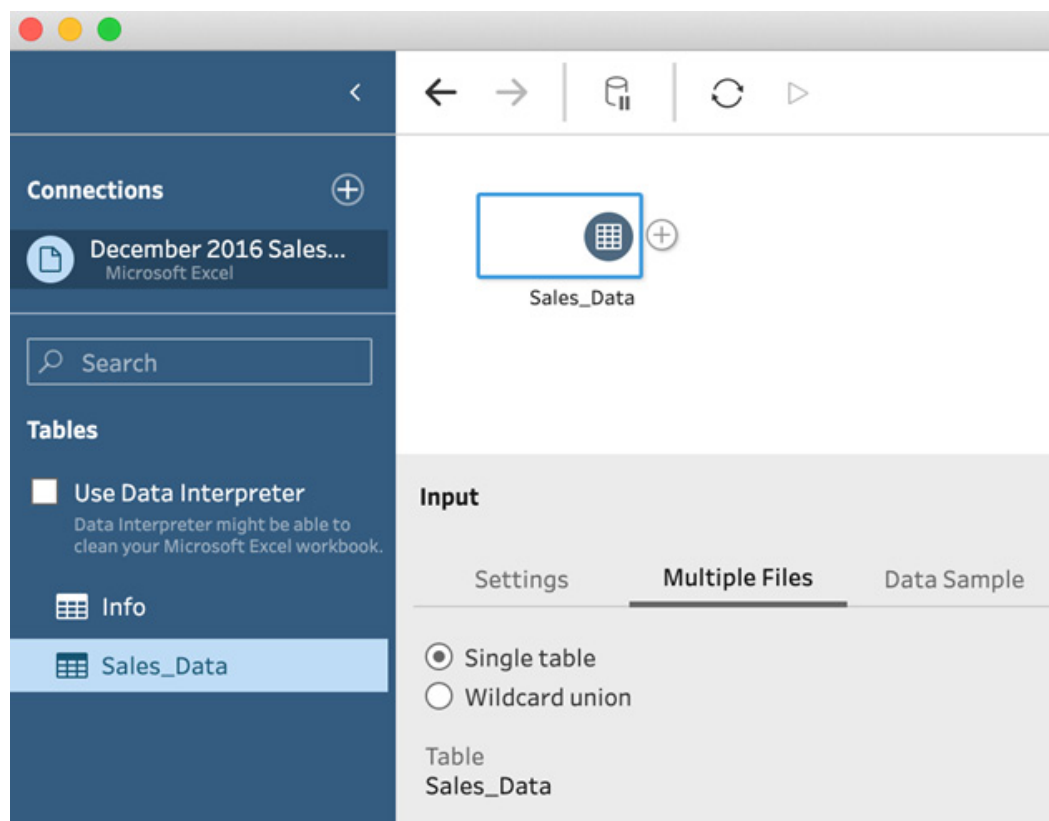 Connections
December 2016 Sales...
Microsoft Excel
Search
Tables
Use Data Interpreter
Data Interpreter might be able to
clean your Microsoft Excel workbook.
Info
Sales_Data
Sales_Data
Input
Settings
Multiple Files
Data Sample
Single table
Wildcard union
Table
Sales_Data